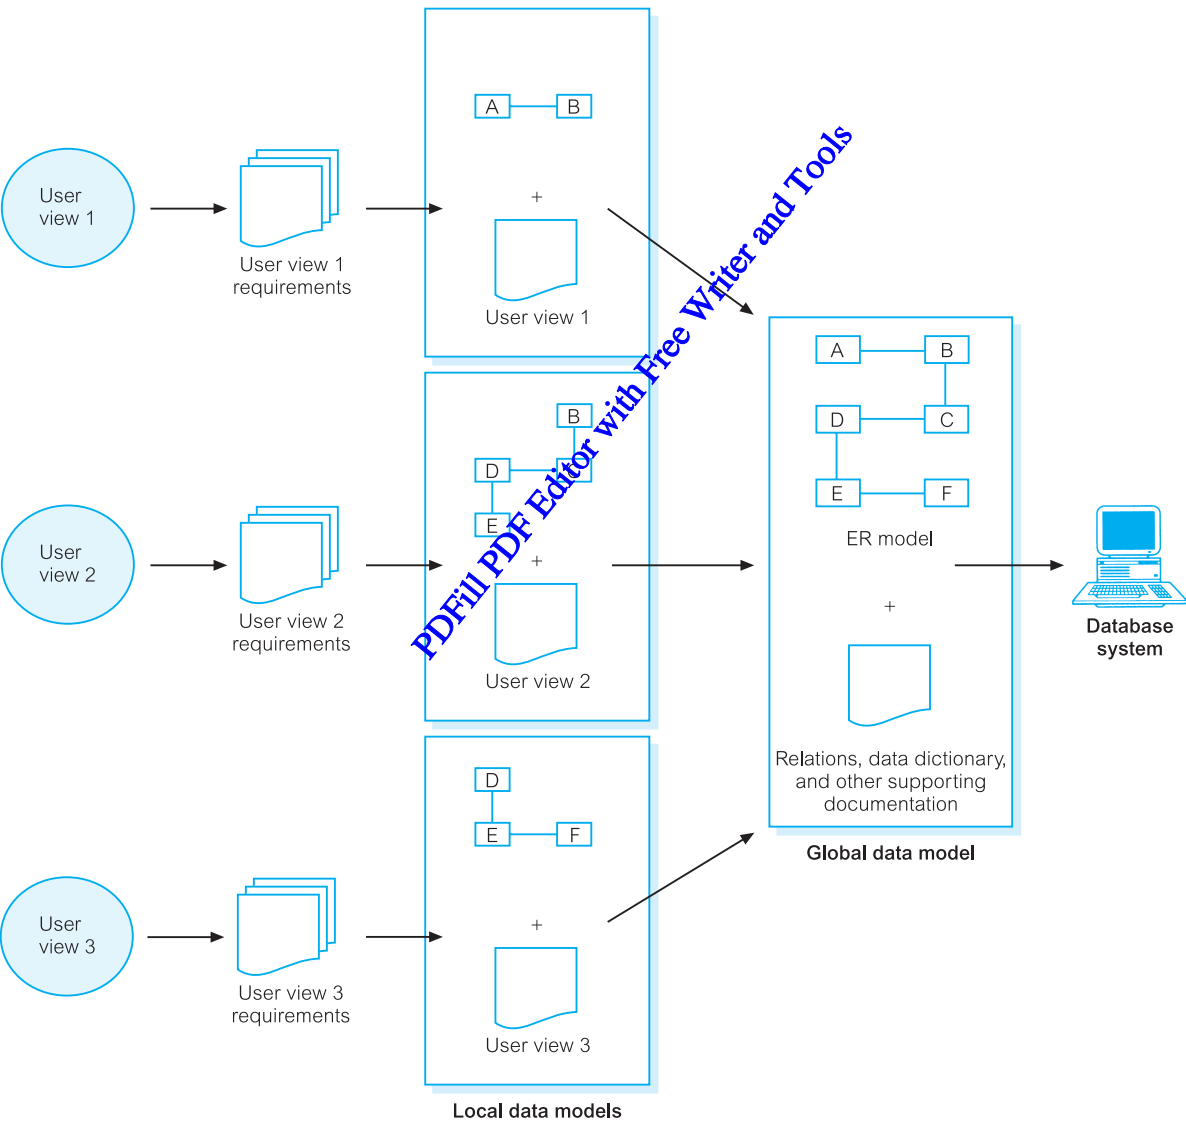 A B
+
User view 1
User
view 1
User view 1
requirements
B
D
E
+
User view 2
User
view 2
User view 2
requirements
D
E F
+
User view 3
User
view 3
User view 3
requirements
Local data models
A B
D C
E F
ER model
+
Relations, data dictionary,
and other supporting
documentation
Global data model
Database
system
PDFill PDF Editor with Free Writer and Tools